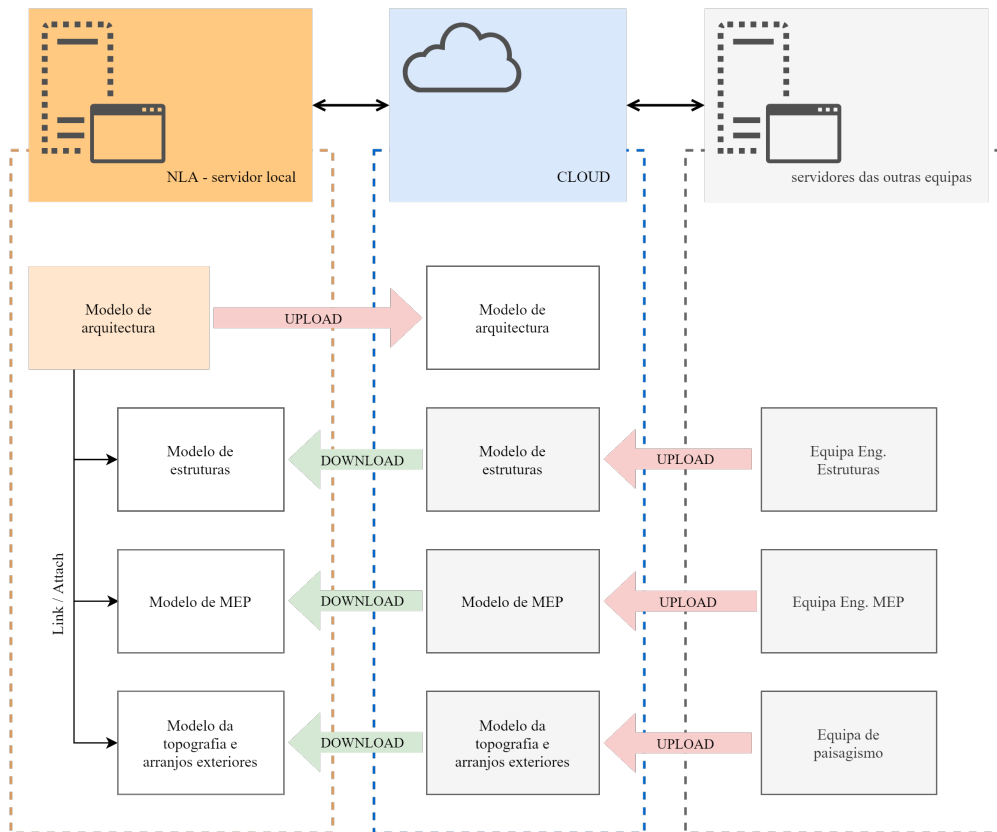 NLA - servidor local
CLOUD
servidores das outras equipas
Modelo de
arquitectura
UPLOAD
Modelo de
arquitectura
Modelo de
estruturas
DOWNLOAD
Modelo de
estruturas
UPLOAD
Equipa Eng.
Estruturas
Link / Attach
Modelo de MEP
DOWNLOAD
Modelo de MEP
UPLOAD
Equipa Eng. MEP
Modelo da
topografia e
arranjos exteriores
DOWNLOAD
Modelo da
topografia e
arranjos exteriores
UPLOAD
Equipa de
paisagismo